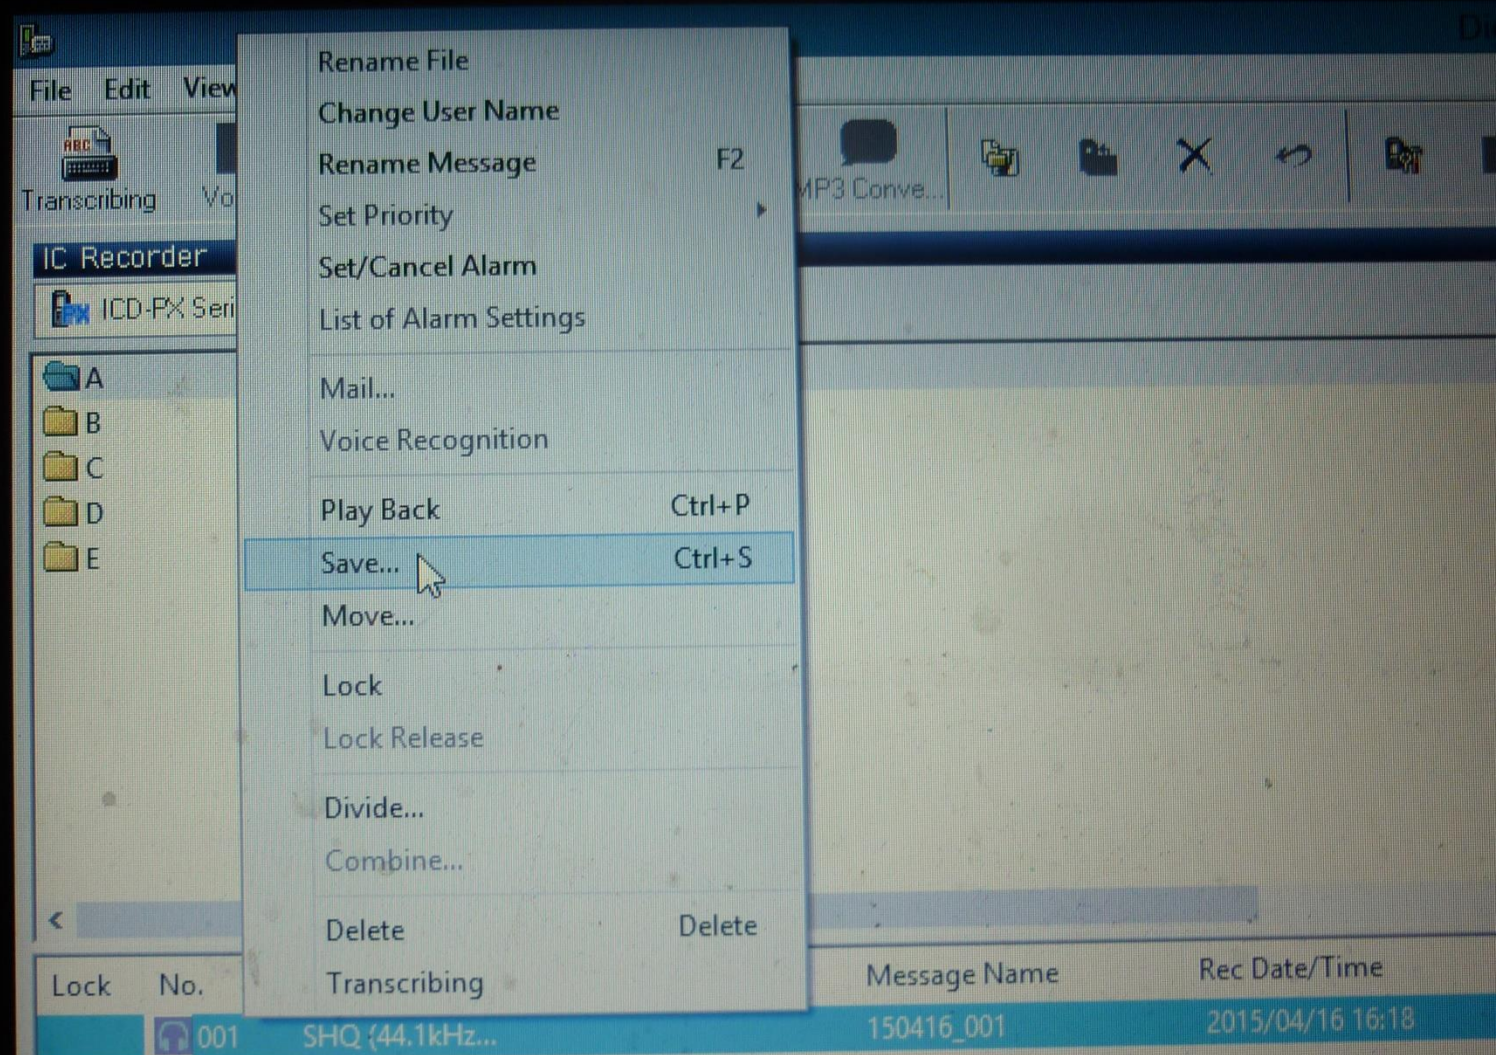 Di
File Edit View
Rename File
Change User Name
Rename Message F2
Set Priority
Set/Cancel Alarm
List of Alarm Settings
Mail...
Voice Recognition
Play Back Ctrl+P
Save... Ctrl+S
Move...
Lock
Lock Release
Divide...
Combine...
Delete Delete
Transcribing
ABC
Transcribing Vo
MP3 Conve...
IC Recorder
PX ICD-PX Seri
A
B
C
D
E
Lock No. Message Name Rec Date/Time
001 SHQ (44.1kHz... 150416_001 2015/04/16 16:18